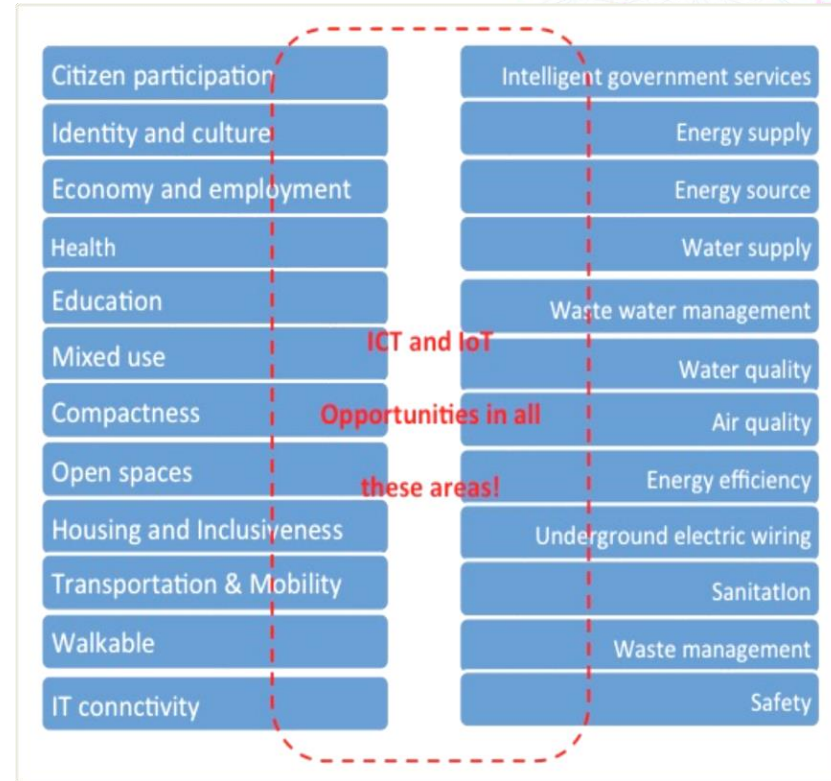 Citizen participation
Identity and culture
Economy and employment
Health
Education
Mixed use
Compactness
Open spaces
Housing and Inclusiveness
Transportation & Mobility
Walkable
IT connctivity
ICT and IoT
Opportunities in all
these areas!
Intelligent government services
Energy supply
Energy source
Water supply
Waste water management
Water quality
Air quality
Energy efficiency
Underground electric wiring
SanitatIon
Waste management
Safety